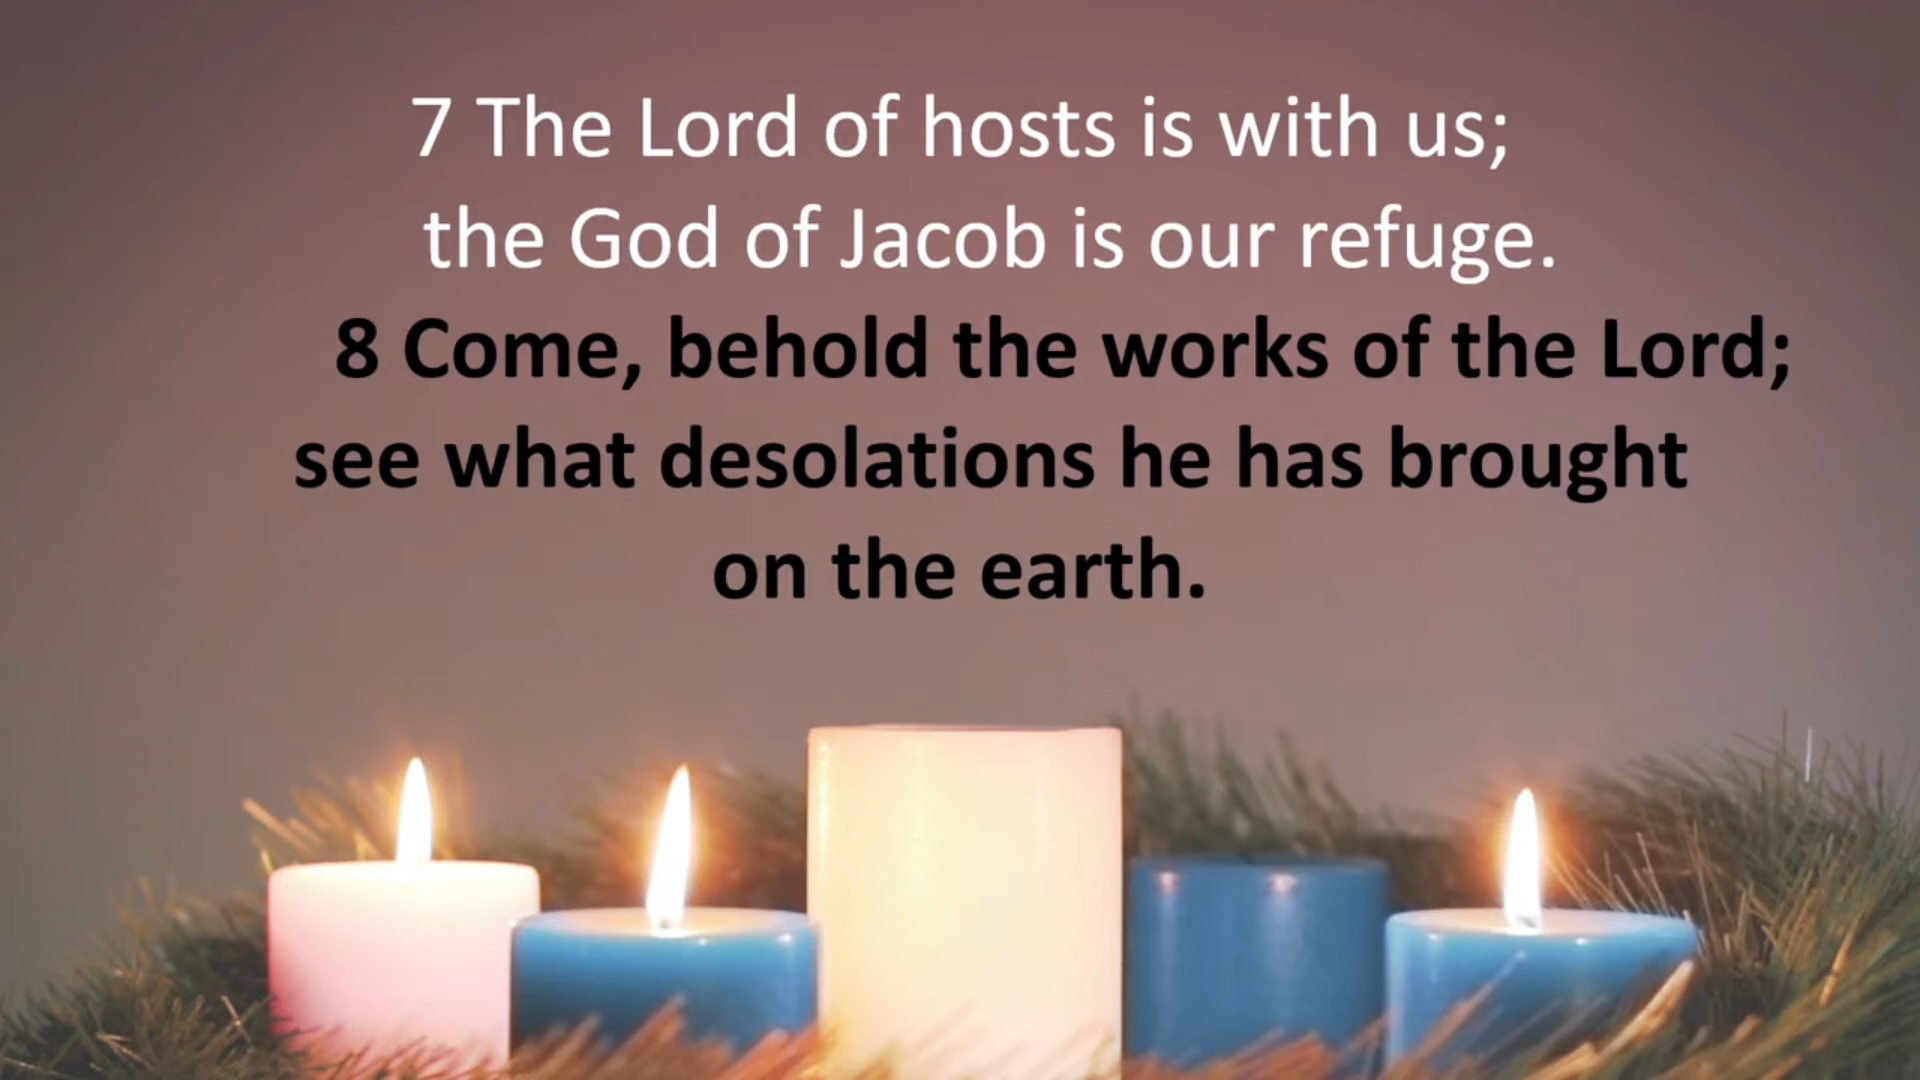 7 The Lord of hosts is with us;
the God of Jacob is our refuge.
8 Come, behold the works of the Lord;
see what desolations he has brought
on the earth.